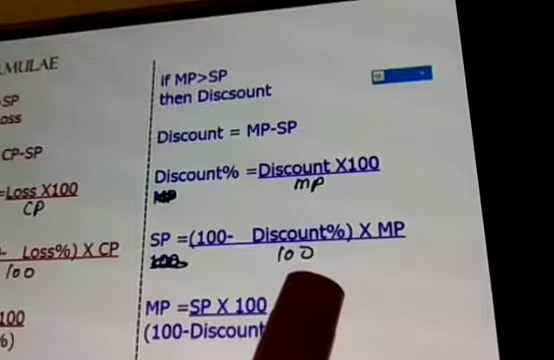 RMULAE
SP
oss
CP-SP
=Loss X100
CP
- Loss%) X CP
100
100
%)
if MP>SP
then Discsount
Discount = MP-SP
Discount% =Discount X100
MP
SP =(100- Discount%) X MP
100
MP =SP X 100
(100-Discount